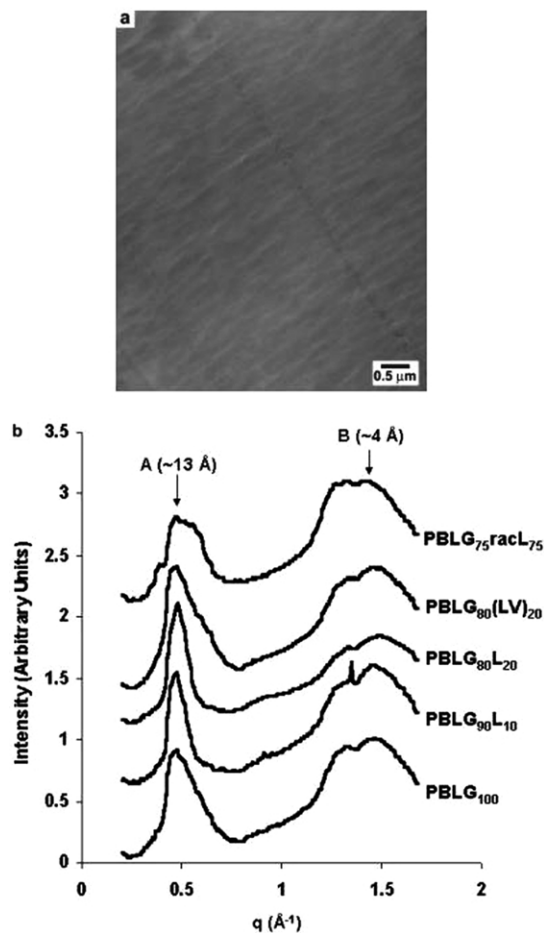 a
0.5 μm
b
3.5
3
2.5
2
1.5
1
0.5
0
Intensity (Arbitrary Units)
A (~13 Å)
B (~4 Å)
PBLG₇₅racL₇₅
PBLG₈₀(LV)₂₀
PBLG₈₀L₂₀
PBLG₉₀L₁₀
PBLG₁₀₀
0
0.5
1
1.5
2
q (Å⁻¹)